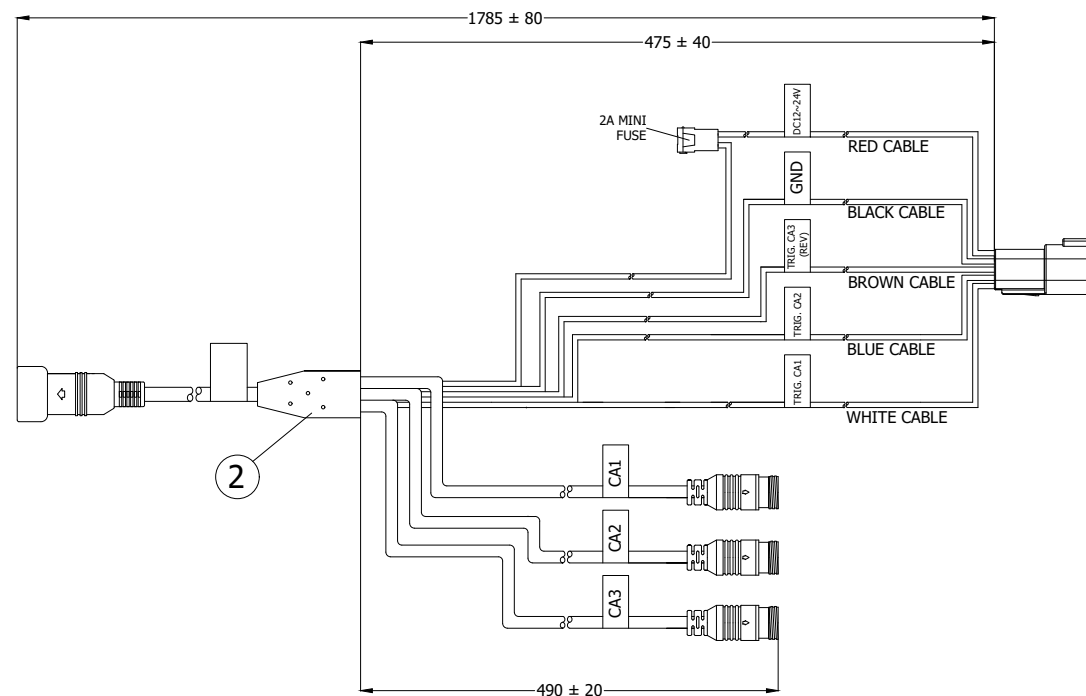 1785 ± 80
475 ± 40
2A MINI
FUSE
DC12~24V
RED CABLE
GND
BLACK CABLE
TRIG. CA3
(REV)
BROWN CABLE
TRIG. CA2
BLUE CABLE
TRIG. CA1
WHITE CABLE
2
CA1
CA2
CA3
490 ± 20